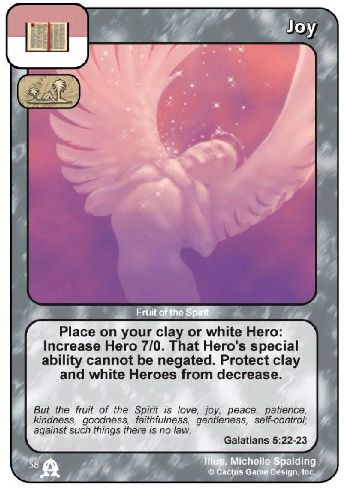 Joy
Fruit of the Spirit
Place on your clay or white Hero:
Increase Hero 7/0. That Hero's special
ability cannot be negated. Protect clay
and white Heroes from decrease.
But the fruit of the Spirit is love, joy, peace, patience,
kindness, goodness, faithfulness, gentleness, self-control;
against such things there is no law.
Galatians 5:22-23
58
Illus. Michelle Spalding
© Cactus Game Design, Inc.